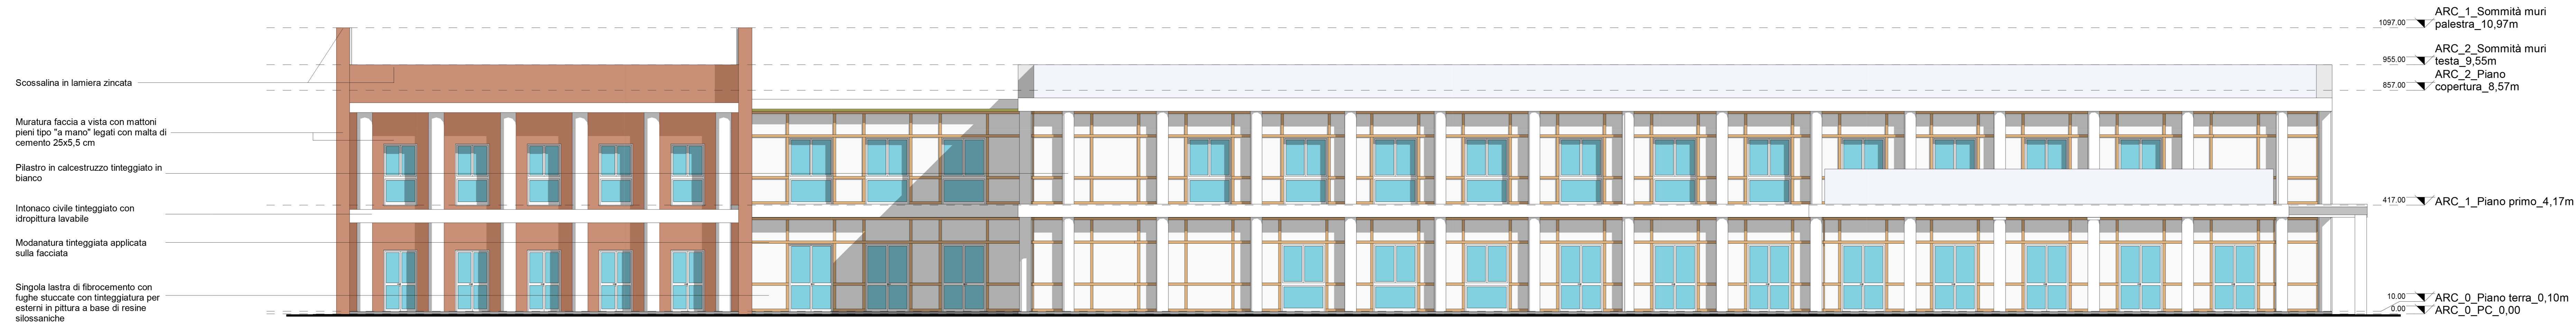 Scossalina in lamiera zincata
Muratura faccia a vista con mattoni
pieni tipo "a mano" legati con malta di
cemento 25x5,5 cm
Pilastro in calcestruzzo tinteggiato in
bianco
Intonaco civile tinteggiato con
idropittura lavabile
Modanatura tinteggiata applicata
sulla facciata
Singola lastra di fibrocemento con
fughe stuccate con tinteggiatura per
esterni in pittura a base di resine
silossaniche
1097.00
ARC_1_Sommità muri
palestra_10,97m
955.00
ARC_2_Sommità muri
testa_9,55m
857.00
ARC_2_Piano
copertura_8,57m
417.00
ARC_1_Piano primo_4,17m
10.00
ARC_0_Piano terra_0,10m
0.00
ARC_0_PC_0,00